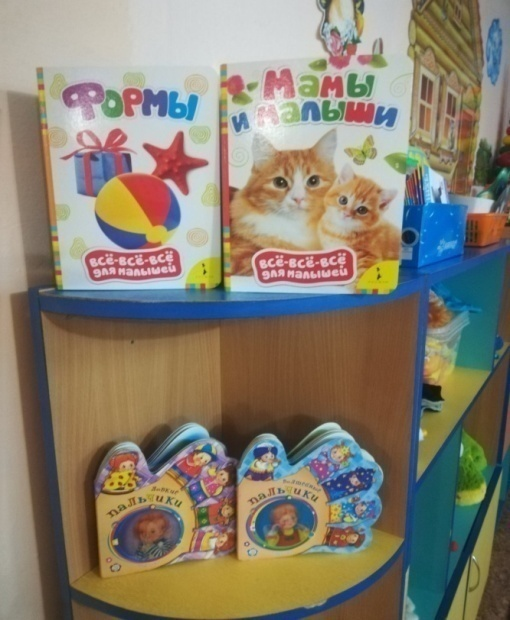 Формы
ВСЁ-ВСЁ-ВСЁ
для малышей
Мамы
и малыши
ВСЁ-ВСЁ-ВСЁ
для малышей
пальчики
пальчики